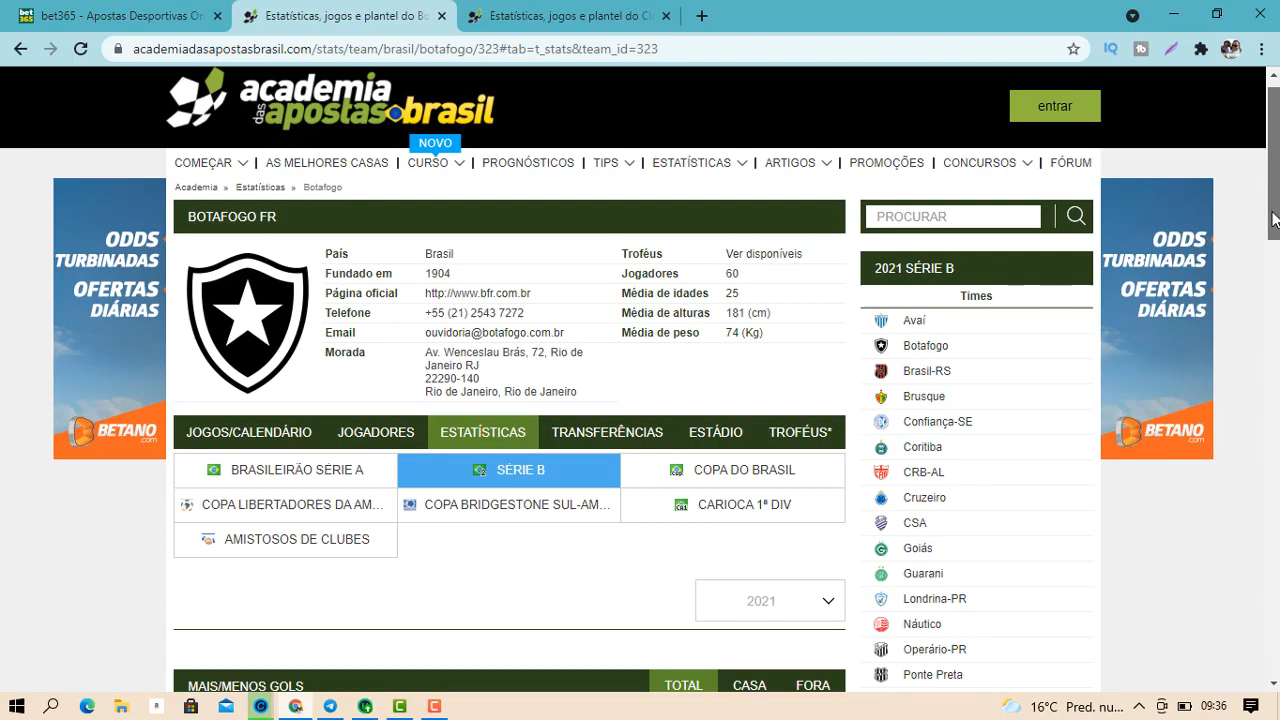 bet365 - Apostas Desportivas On
Estatísticas, jogos e plantel do Bo
Estatísticas, jogos e plantel do Cl
academiadasapostasbrasil.com/stats/team/brasil/botafogo/323#tab=t_stats&team_id=323
academia
das apostas brasil
entrar
NOVO
COMEÇAR | AS MELHORES CASAS | CURSO | PROGNÓSTICOS | TIPS | ESTATÍSTICAS | ARTIGOS | PROMOÇÕES | CONCURSOS | FÓRUM
Academia » Estatísticas » Botafogo
BOTAFOGO FR
PROCURAR
País Brasil
Fundado em 1904
Página oficial http://www.bfr.com.br
Telefone +55 (21) 2543 7272
Email ouvidoria@botafogo.com.br
Morada Av. Wenceslau Brás, 72, Rio de
Janeiro RJ
22290-140
Rio de Janeiro, Rio de Janeiro
Troféus Ver disponíveis
Jogadores 60
Média de idades 25
Média de alturas 181 (cm)
Média de peso 74 (Kg)
JOGOS/CALENDÁRIO JOGADORES ESTATÍSTICAS TRANSFERÊNCIAS ESTÁDIO TROFÉUS*
BRASILEIRÃO SÉRIE A SÉRIE B COPA DO BRASIL
COPA LIBERTADORES DA AM... COPA BRIDGESTONE SUL-AM... CARIOCA 1ª DIV
AMISTOSOS DE CLUBES
2021
MAIS/MENOS GOLS TOTAL CASA FORA
2021 SÉRIE B
Times
Avaí
Botafogo
Brasil-RS
Brusque
Confiança-SE
Coritiba
CRB-AL
Cruzeiro
CSA
Goiás
Guarani
Londrina-PR
Náutico
Operário-PR
Ponte Preta
ODDS
TURBINADAS
OFERTAS
DIÁRIAS
BETANO
.com
ODDS
TURBINADAS
OFERTAS
DIÁRIAS
BETANO
.com
16°C Pred. nu... 09:36